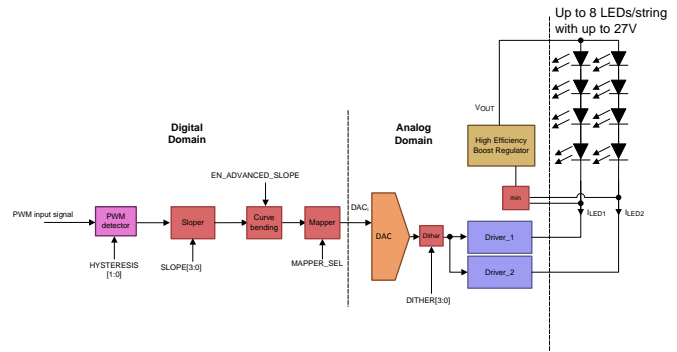 Up to 8 LEDs/string
with up to 27V
VOUT
Digital
Domain
Analog
Domain
High Efficiency
Boost Regulator
EN_ADVANCED_SLOPE
min
DACi
ILED1
ILED2
PWM input signal
PWM
detector
Sloper
Curve
bending
Mapper
DAC
Dither
Driver_1
Driver_2
HYSTERESIS
[1:0]
SLOPE[3:0]
MAPPER_SEL
DITHER[3:0]